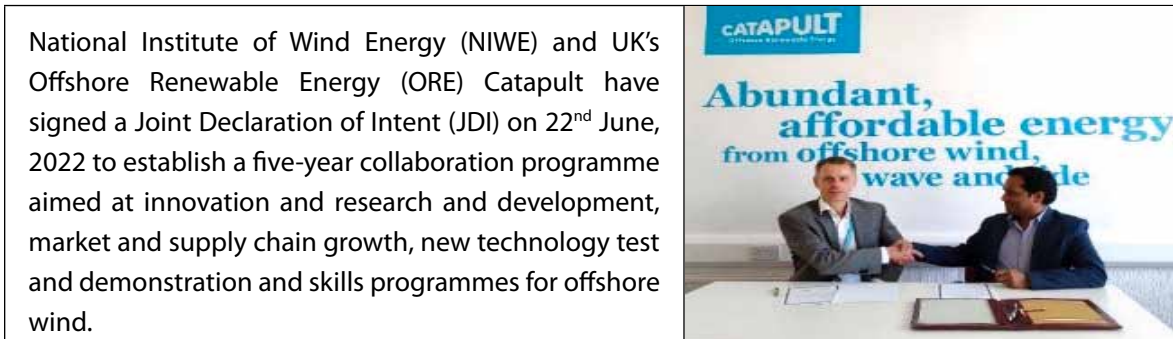 National Institute of Wind Energy (NIWE) and UK's
Offshore Renewable Energy (ORE) Catapult have
signed a Joint Declaration of Intent (JDI) on 22nd June,
2022 to establish a five-year collaboration programme
aimed at innovation and research and development,
market and supply chain growth, new technology test
and demonstration and skills programmes for offshore
wind.
CATAPULT
Offshore Renewable Energy
Abundant,
affordable energy
from offshore wind,
wave and